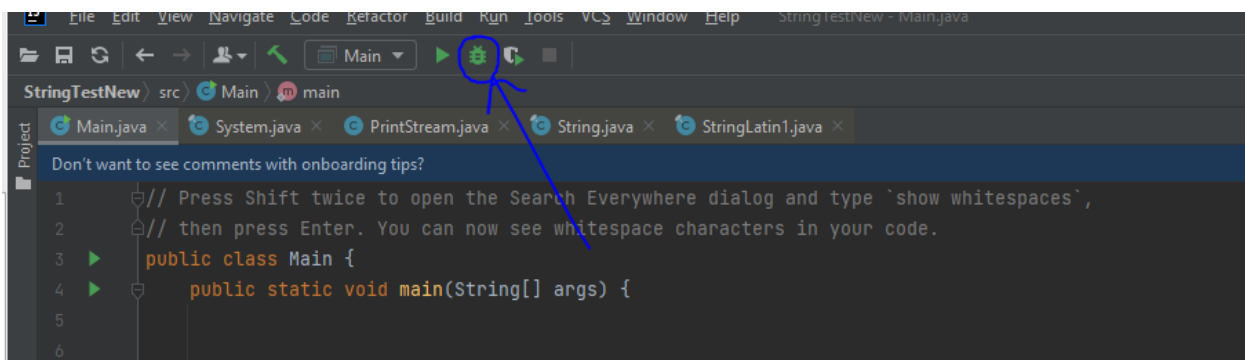 File Edit View Navigate Code Refactor Build Run Tools VCS Window Help StringTestNew - Main.java
Main
StringTestNew src Main main
Main.java System.java PrintStream.java String.java StringLatin1.java
Project
Don't want to see comments with onboarding tips?
1 // Press Shift twice to open the Search Everywhere dialog and type `show whitespaces`,
2 // then press Enter. You can now see whitespace characters in your code.
3 public class Main {
4 public static void main(String[] args) {
5
6